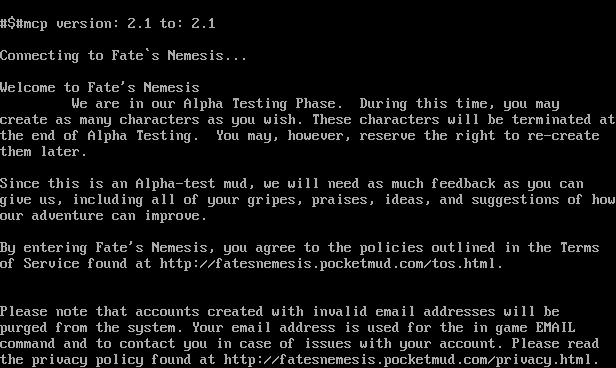 #$#mcp version: 2.1 to: 2.1
Connecting to Fate`s Nemesis...
Welcome to Fate's Nemesis
We are in our Alpha Testing Phase.  During this time, you may
create as many characters as you wish. These characters will be terminated at
the end of Alpha Testing.  You may, however, reserve the right to re-create
them later.
Since this is an Alpha-test mud, we will need as much feedback as you can
give us, including all of your gripes, praises, ideas, and suggestions of how
our adventure can improve.
By entering Fate's Nemesis, you agree to the policies outlined in the Terms
of Service found at http://fatesnemesis.pocketmud.com/tos.html.
Please note that accounts created with invalid email addresses will be
purged from the system. Your email address is used for the in game EMAIL
command and to contact you in case of issues with your account. Please read
the privacy policy found at http://fatesnemesis.pocketmud.com/privacy.html.